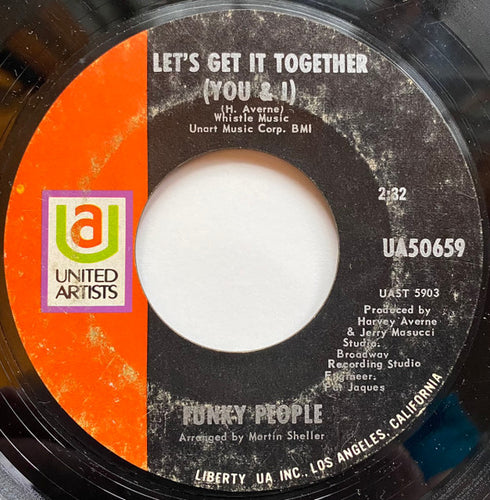 LET'S GET IT TOGETHER
(YOU & I)
(H. Averne)
Whistle Music
Unart Music Corp. BMI
2:32
UA50659
ua
UNITED
ARTISTS
UAST 5903
Produced by
Harvey Averne
& Jerry Masucci
Studio:
Broadway
Recording Studio
Engineer:
Pat Jaques
FUNKY PEOPLE
Arranged by Martin Sheller
LIBERTY UA INC., LOS ANGELES, CALIFORNIA